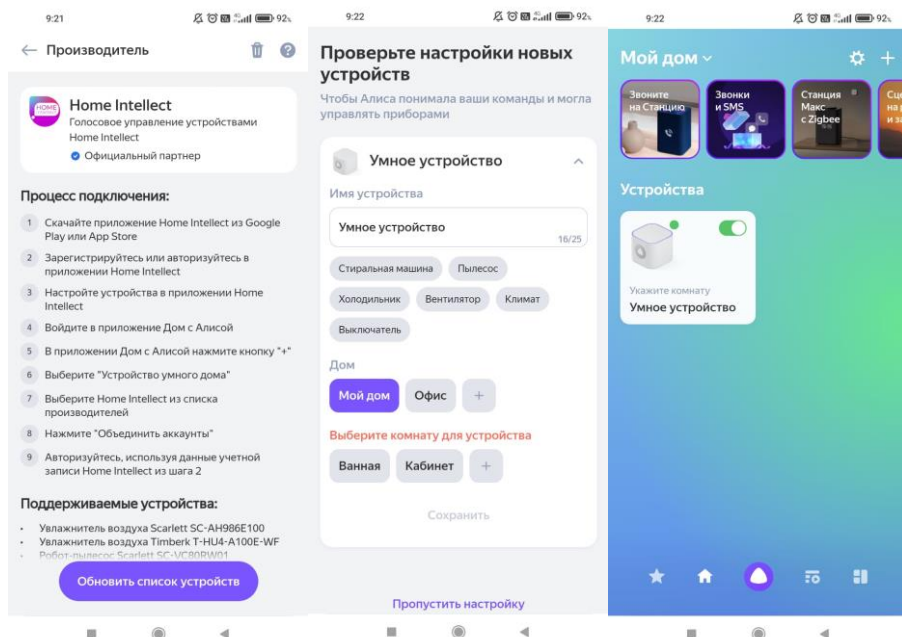 9:21
92%
Производитель
HOME
Home Intellect
Голосовое управление устройствами
Home Intellect
Официальный партнер
Процесс подключения:
1 Скачайте приложение Home Intellect из Google
Play или App Store
2 Зарегистрируйтесь или авторизуйтесь в
приложении Home Intellect
3 Настройте устройства в приложении Home
Intellect
4 Войдите в приложение Дом с Алисой
5 В приложении Дом с Алисой нажмите кнопку "+"
6 Выберите "Устройство умного дома"
7 Выберите Home Intellect из списка
производителей
8 Нажмите "Объединить аккаунты"
9 Авторизуйтесь, используя данные учетной
записи Home Intellect из шага 2
Поддерживаемые устройства:
• Увлажнитель воздуха Scarlett SC-AH986E100
• Увлажнитель воздуха Timberk T-HU4-A100E-WF
• Робот-пылесос Scarlett SC-VC80RW01
Обновить список устройств
9:22
92%
Проверьте настройки новых
устройств
Чтобы Алиса понимала ваши команды и могла
управлять приборами
Умное устройство
Имя устройства
Умное устройство
16/25
Стиральная машина Пылесос
Холодильник Вентилятор Климат
Выключатель
Дом
Мой дом Офис +
Выберите комнату для устройства
Ванная Кабинет +
Сохранить
Пропустить настройку
9:22
92%
Мой дом
Звоните
на Станцию
Звонки
и SMS
Станция
Макс
с Zigbee
Устройства
Укажите комнату
Умное устройство